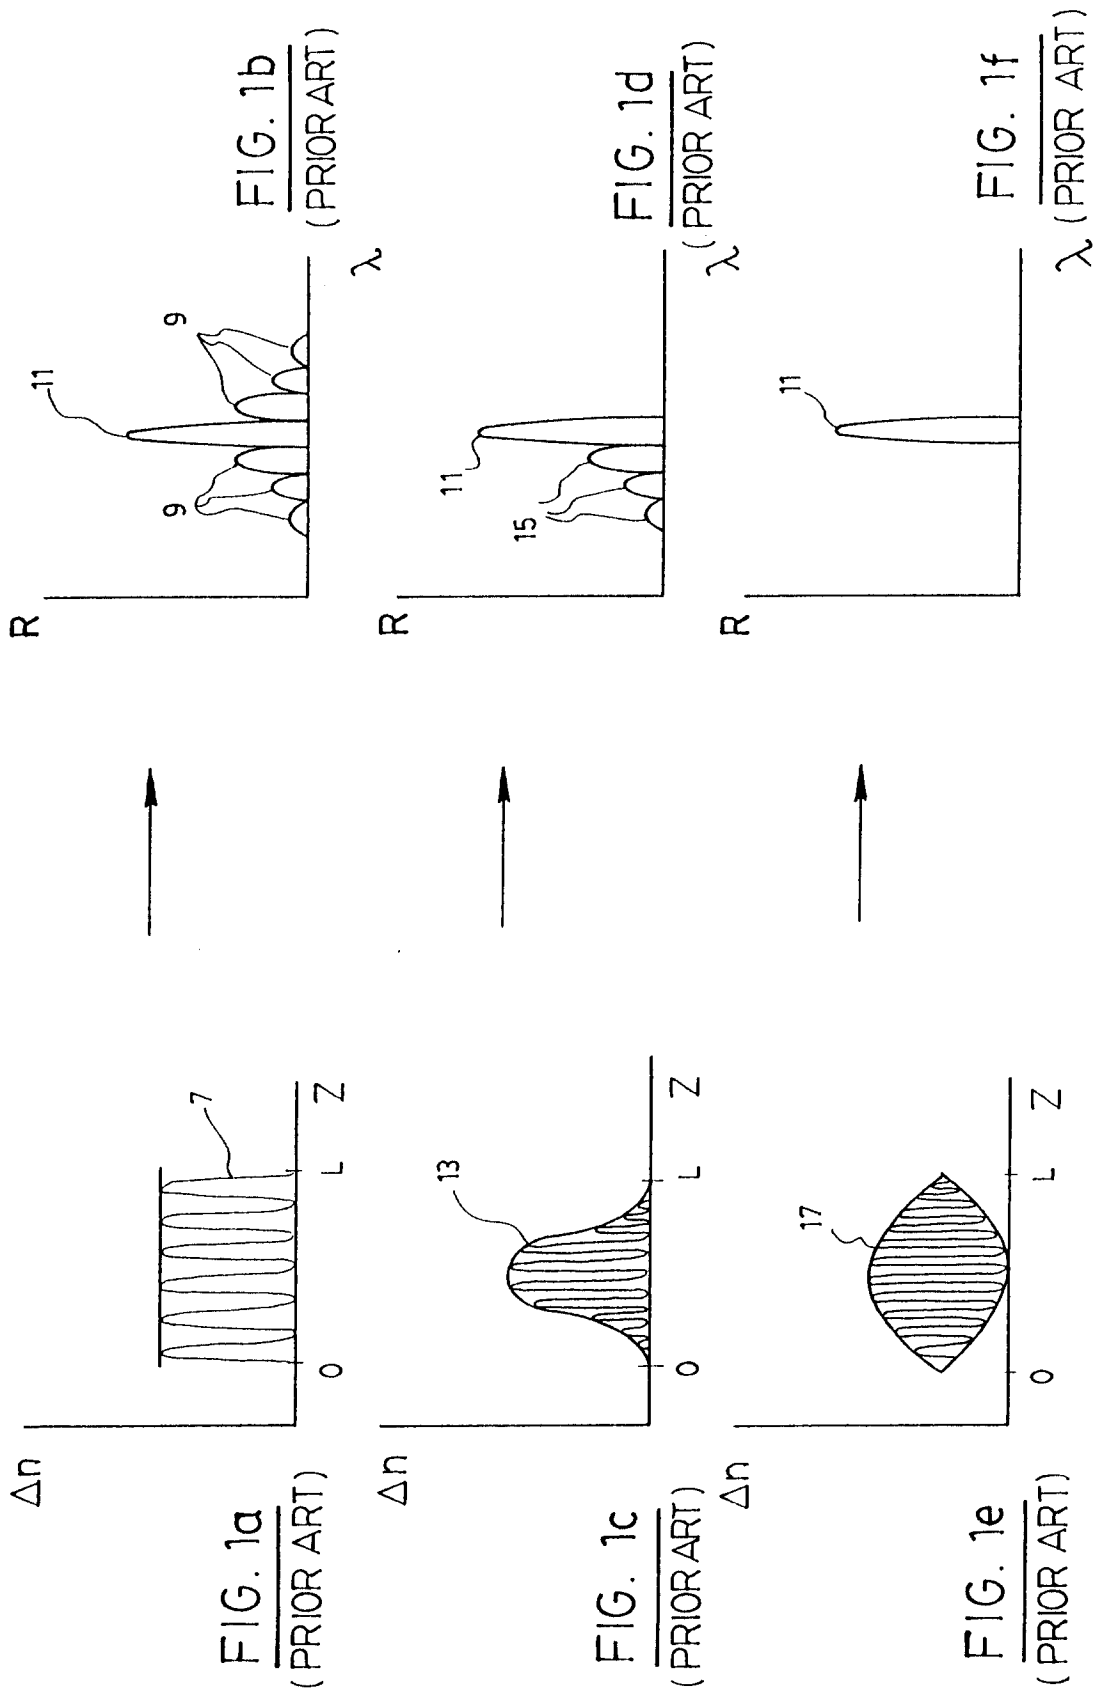 Δn
7
0
L
Z
FIG. 1a
(PRIOR ART)
R
11
9
9
λ
FIG. 1b
(PRIOR ART)
Δn
13
0
L
Z
FIG. 1c
(PRIOR ART)
R
11
15
λ
FIG. 1d
(PRIOR ART)
Δn
17
0
L
Z
FIG. 1e
(PRIOR ART)
R
11
λ
FIG. 1f
(PRIOR ART)